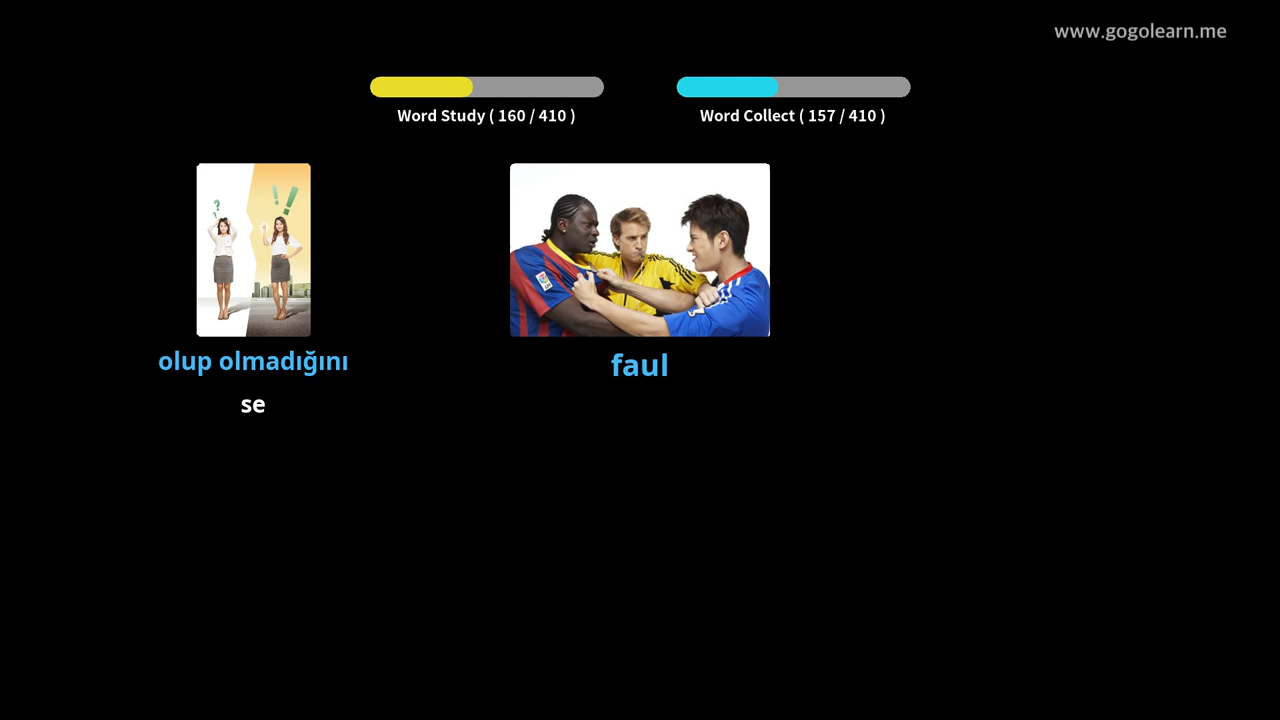 www.gogolearn.me
Word Study ( 160 / 410 )
Word Collect ( 157 / 410 )
olup olmadığını
se
faul